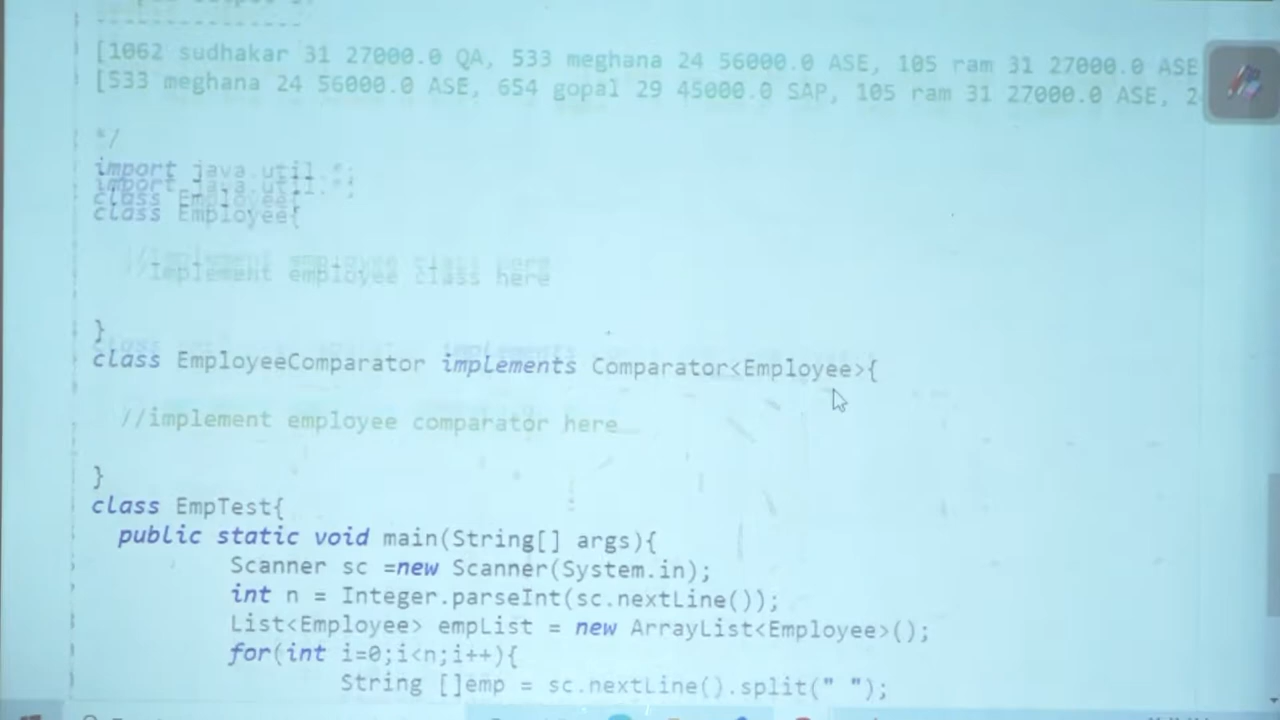 [1062 sudhakar 31 27000.0 QA, 533 meghana 24 56000.0 ASE, 105 ram 31 27000.0 ASE
[533 meghana 24 56000.0 ASE, 654 gopal 29 45000.0 SAP, 105 ram 31 27000.0 ASE, 2
*/
import java.util.*;
class Employee{
//Implement employee class here
}
class EmployeeComparator implements Comparator<Employee>{
//implement employee comparator here
}
class EmpTest{
public static void main(String[] args){
Scanner sc =new Scanner(System.in);
int n = Integer.parseInt(sc.nextLine());
List<Employee> empList = new ArrayList<Employee>();
for(int i=0;i<n;i++){
String []emp = sc.nextLine().split(" ");